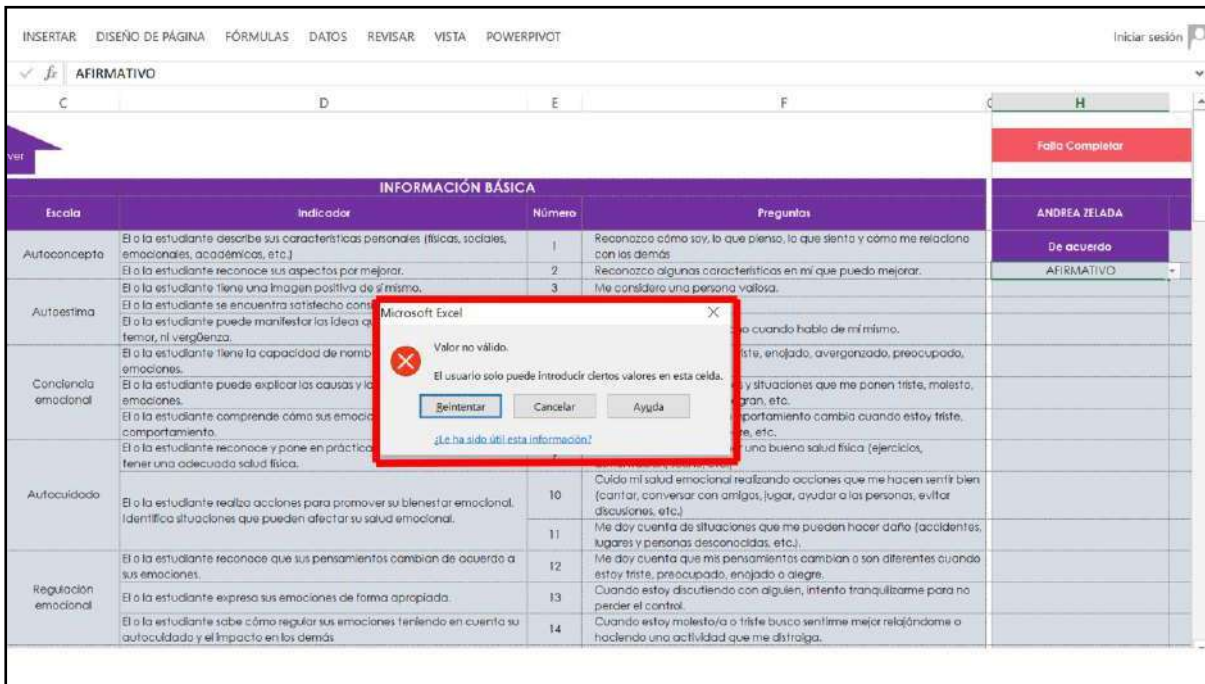 INSERTAR DISEÑO DE PÁGINA FÓRMULAS DATOS REVISAR VISTA POWERPIVOT Iniciar sesión
fx AFIRMATIVO
C D E F G H
ver
Falta Completar
INFORMACIÓN BÁSICA
Escala Indicador Número Preguntas ANDREA ZELADA
Autoconcepto
El o la estudiante describe sus características personales (físicas, sociales,
emocionales, académicas, etc.)
1
Reconozco cómo soy, lo que pienso, lo que siento y cómo me relaciono
con los demás
De acuerdo
El o la estudiante reconoce sus aspectos por mejorar. 2 Reconozco algunas características en mí que puedo mejorar. AFIRMATIVO
Autoestima
El o la estudiante tiene una imagen positiva de sí mismo. 3 Me considero una persona valiosa.
El o la estudiante se encuentra satisfecho
El o la estudiante puede manifestar las ideas
temor, ni vergüenza.
cuando hablo de mí mismo.
Microsoft Excel
Valor no válido.
El usuario solo puede introducir ciertos valores en esta celda.
Reintentar Cancelar Ayuda
¿Le ha sido útil esta información?
Conciencia
emocional
El o la estudiante tiene la capacidad de
emociones.
enojado, avergonzado, preocupado,
El o la estudiante puede explicar las causas y
emociones.
y situaciones que me ponen triste, molesto,
etc.
El o la estudiante comprende cómo sus
comportamiento.
cambia cuando estoy triste,
etc.
Autocuidado
El o la estudiante reconoce y pone en
tener una adecuada salud física.
una buena salud física (ejercicios,
El o la estudiante realiza acciones para promover su bienestar emocional.
Identifica situaciones que pueden afectar su salud emocional.
10
Cuido mi salud emocional realizando acciones que me hacen sentir bien
(cantar, conversar con amigos, jugar, ayudar a las personas, evitar
discusiones, etc.)
11
Me doy cuenta de situaciones que me pueden hacer daño (accidentes,
lugares y personas desconocidas, etc.).
Regulación
emocional
El o la estudiante reconoce que sus pensamientos cambian de acuerdo a
sus emociones.
12
Me doy cuenta que mis pensamientos cambian o son diferentes cuando
estoy triste, preocupado, enojado o alegre.
El o la estudiante expresa sus emociones de forma apropiada.
13
Cuando estoy discutiendo con alguien, intento tranquilizarme para no
perder el control.
El o la estudiante sabe cómo regular sus emociones teniendo en cuenta su
autocuidado y el impacto en los demás
14
Cuando estoy molesto/a o triste busco sentirme mejor relajándome o
haciendo una actividad que me distraiga.